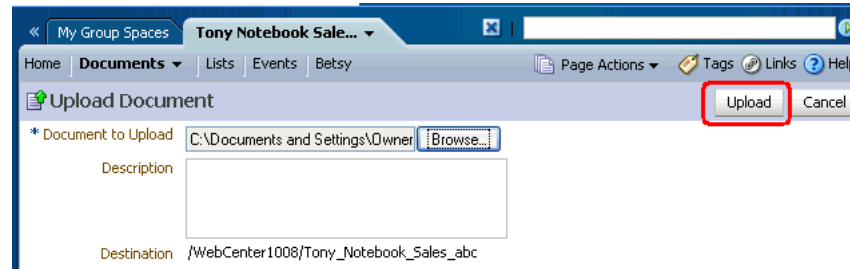 « My Group Spaces Tony Notebook Sale...
Home Documents Lists Events Betsy Page Actions Tags Links Hel
Upload Document Upload Cancel
* Document to Upload C:\Documents and Settings\Owner Browse...
Description
Destination /WebCenter1008/Tony_Notebook_Sales_abc